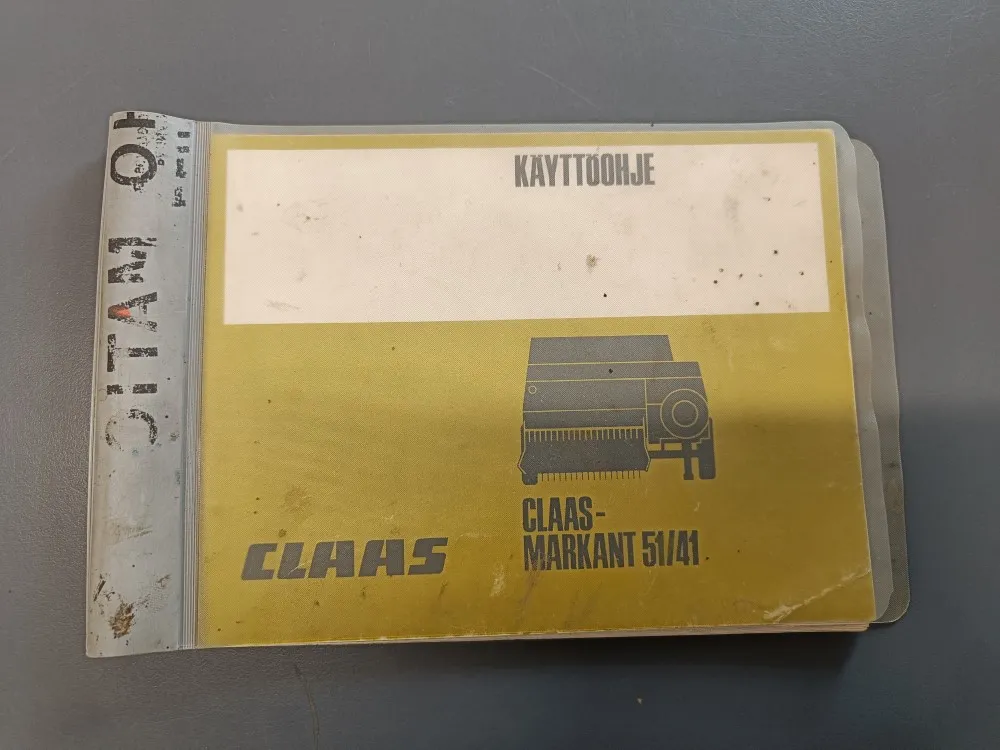 KÄYTTÖOHJE
CLAAS-
MARKANT 51/41
CLAAS